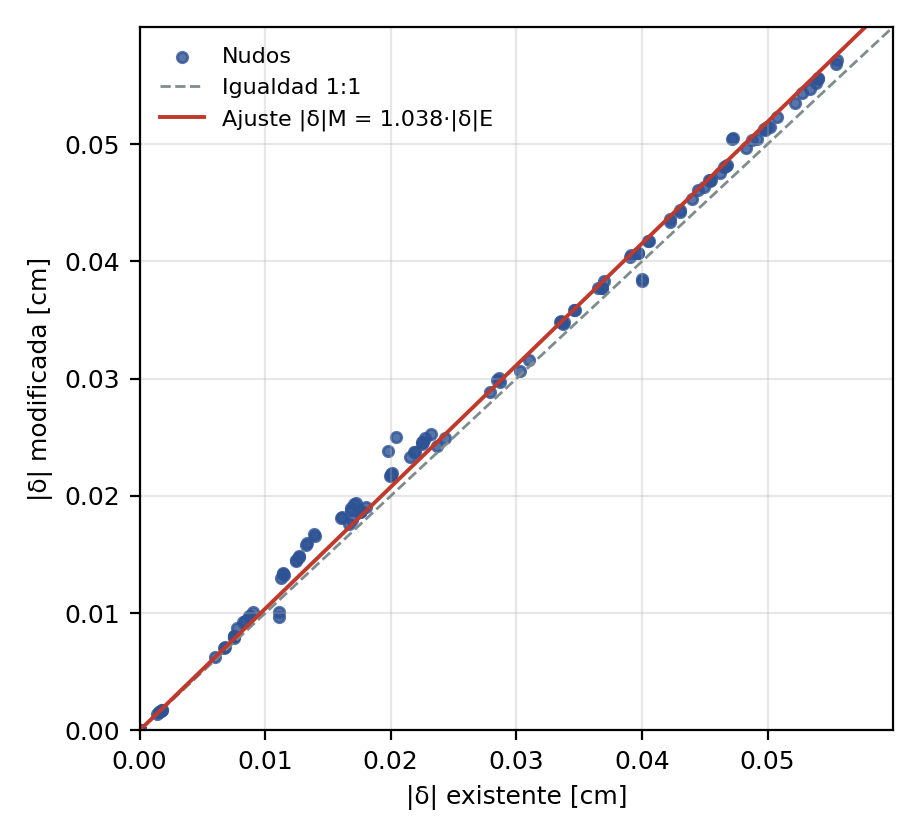 Nudos
Igualdad 1:1
Ajuste |δ|M = 1.038·|δ|E
|δ| modificada [cm]
0.05
0.04
0.03
0.02
0.01
0.00
0.00 0.01 0.02 0.03 0.04 0.05
|δ| existente [cm]